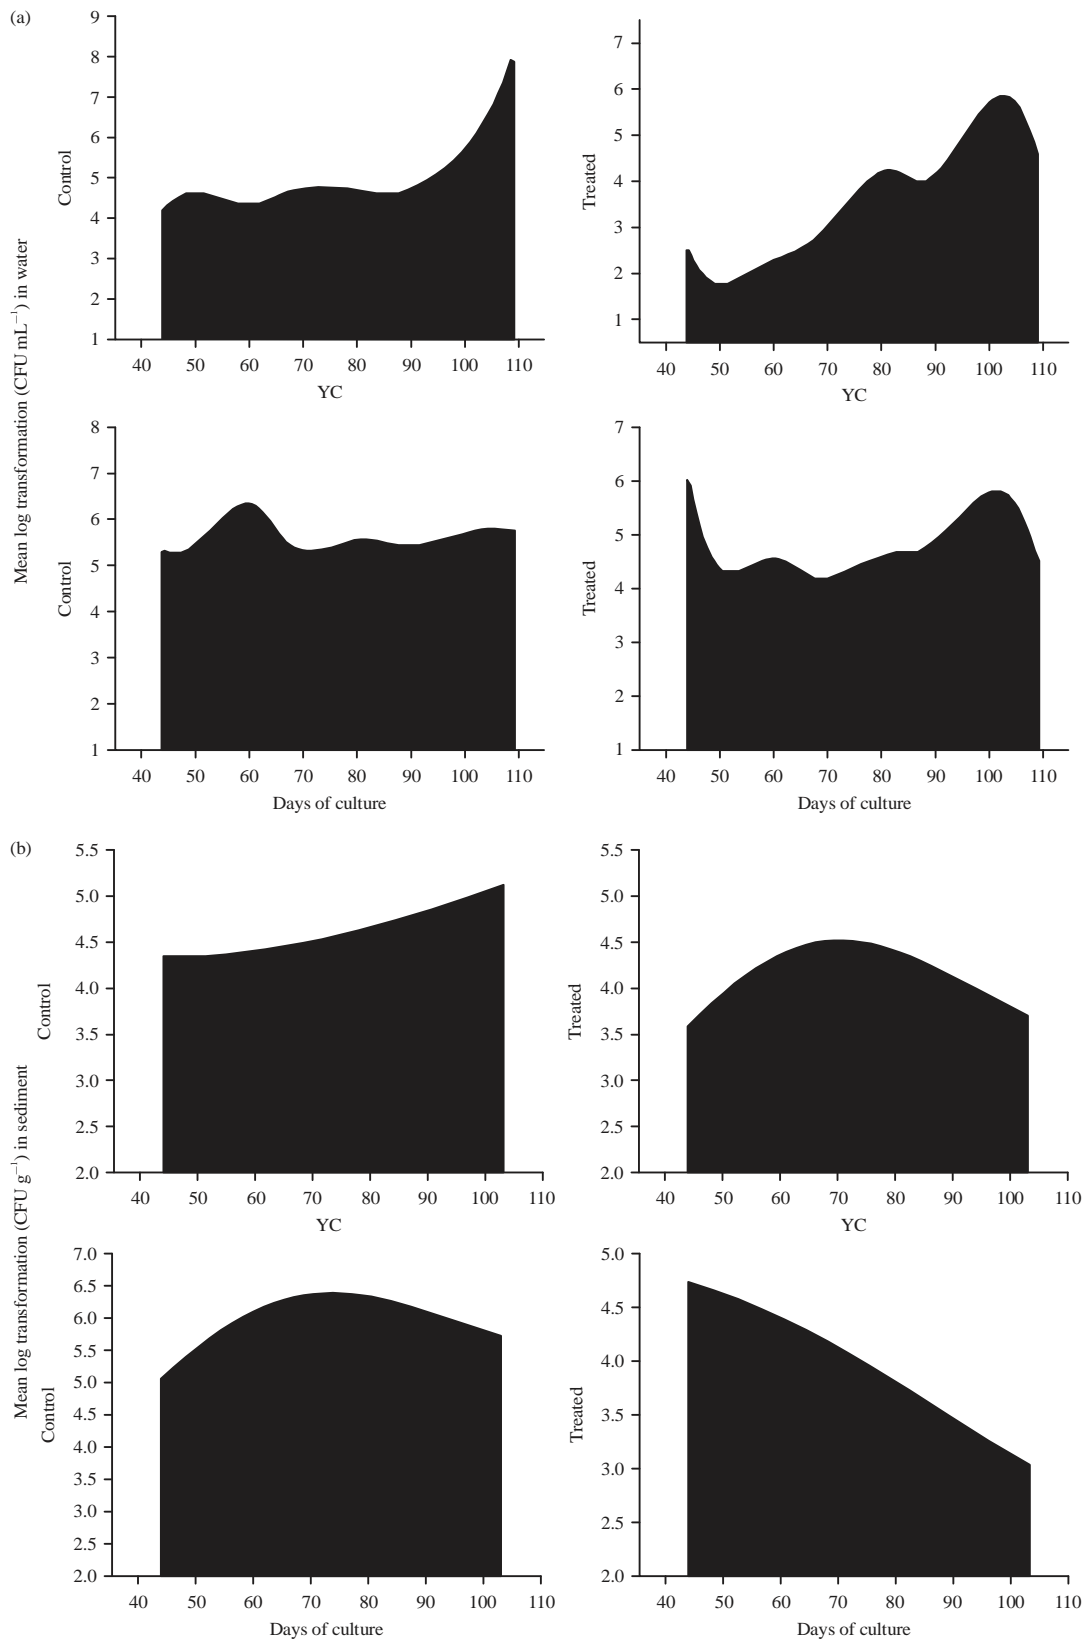 (a)
Mean log transformation (CFU mL⁻¹) in water
Control
9
8
7
6
5
4
3
2
1
40 50 60 70 80 90 100 110
YC
Treated
7
6
5
4
3
2
1
40 50 60 70 80 90 100 110
YC
Control
8
7
6
5
4
3
2
1
40 50 60 70 80 90 100 110
Days of culture
Treated
7
6
5
4
3
2
1
40 50 60 70 80 90 100 110
Days of culture
(b)
Mean log transformation (CFU g⁻¹) in sediment
Control
5.5
5.0
4.5
4.0
3.5
3.0
2.5
2.0
40 50 60 70 80 90 100 110
YC
Treated
5.5
5.0
4.5
4.0
3.5
3.0
2.5
2.0
40 50 60 70 80 90 100 110
YC
Control
7.0
6.5
6.0
5.5
5.0
4.5
4.0
3.5
3.0
2.5
2.0
40 50 60 70 80 90 100 110
Days of culture
Treated
5.0
4.5
4.0
3.5
3.0
2.5
2.0
40 50 60 70 80 90 100 110
Days of culture